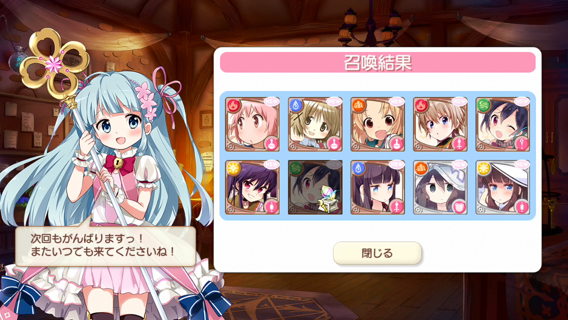 召喚結果
次回もがんばりますっ！
またいつでも来てくださいね！
閉じる